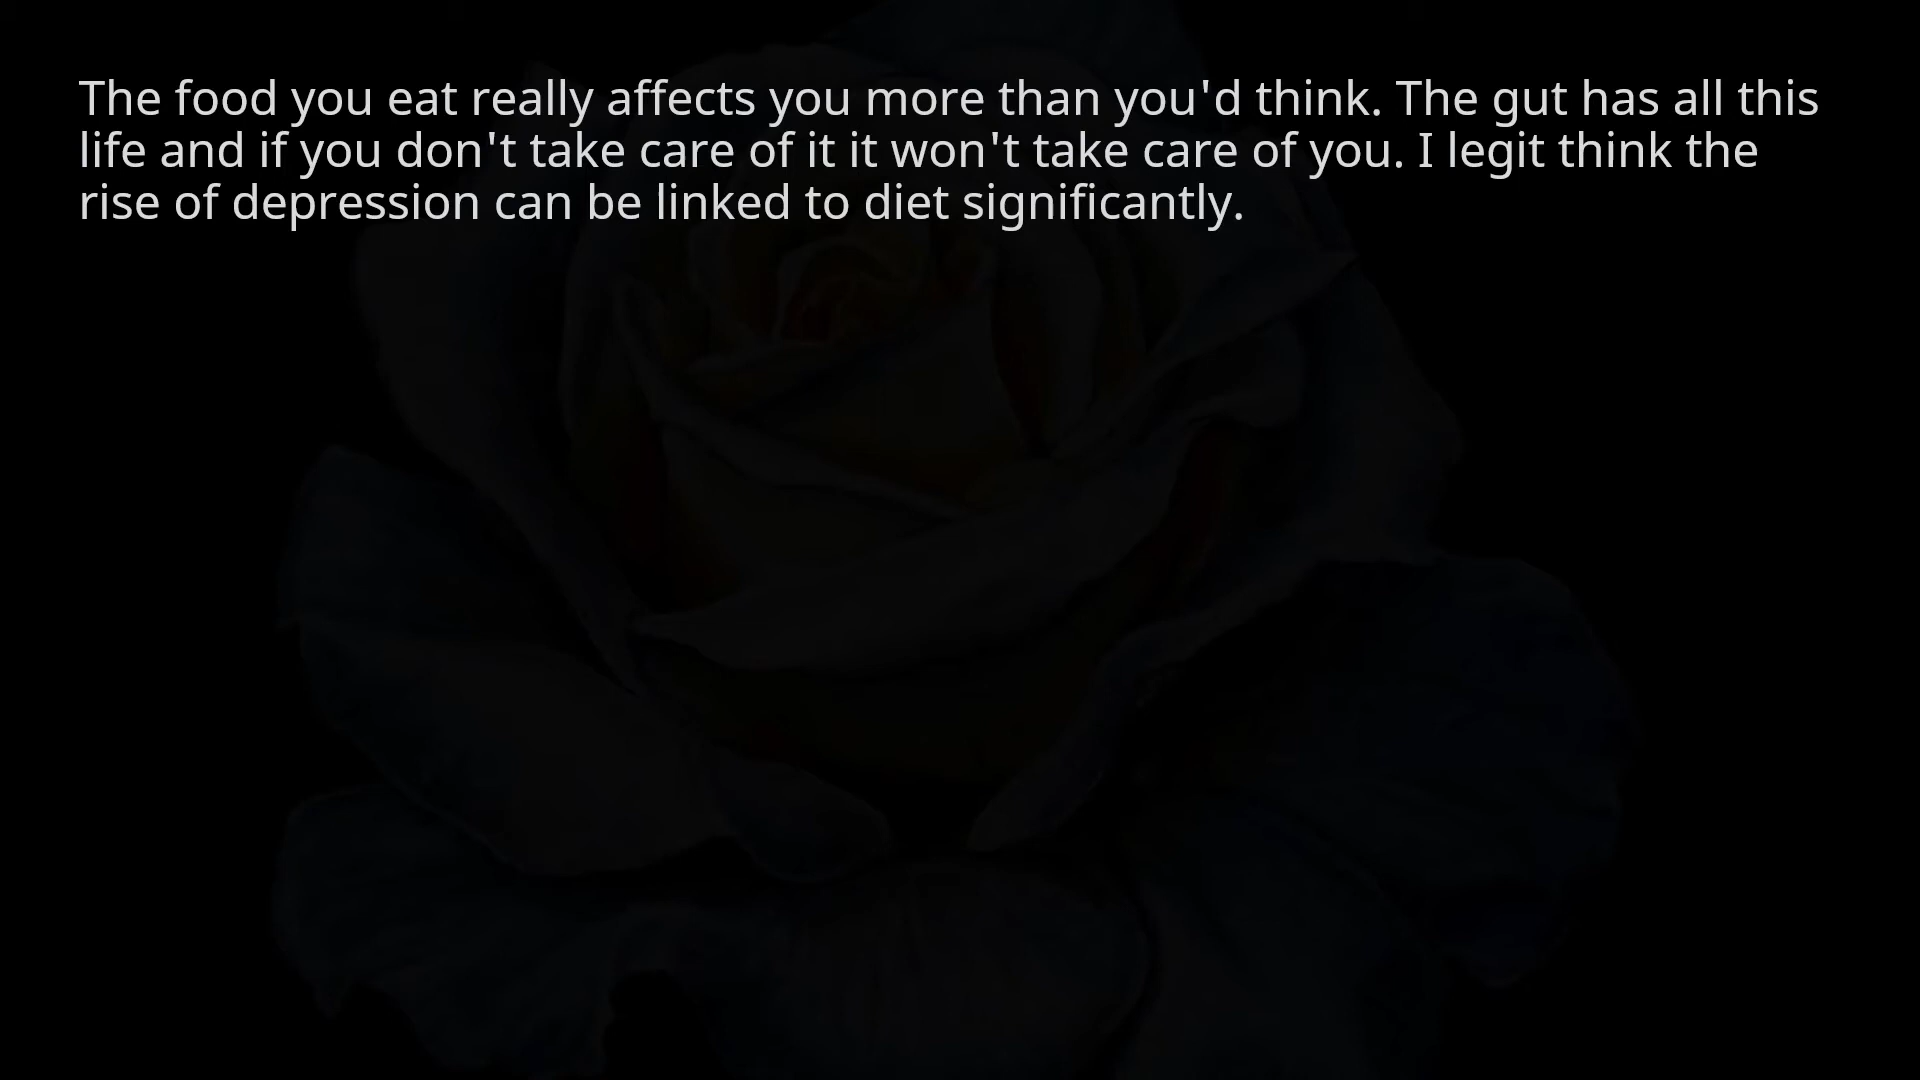 The food you eat really affects you more than you'd think. The gut has all this
life and if you don't take care of it it won't take care of you. I legit think the
rise of depression can be linked to diet significantly.